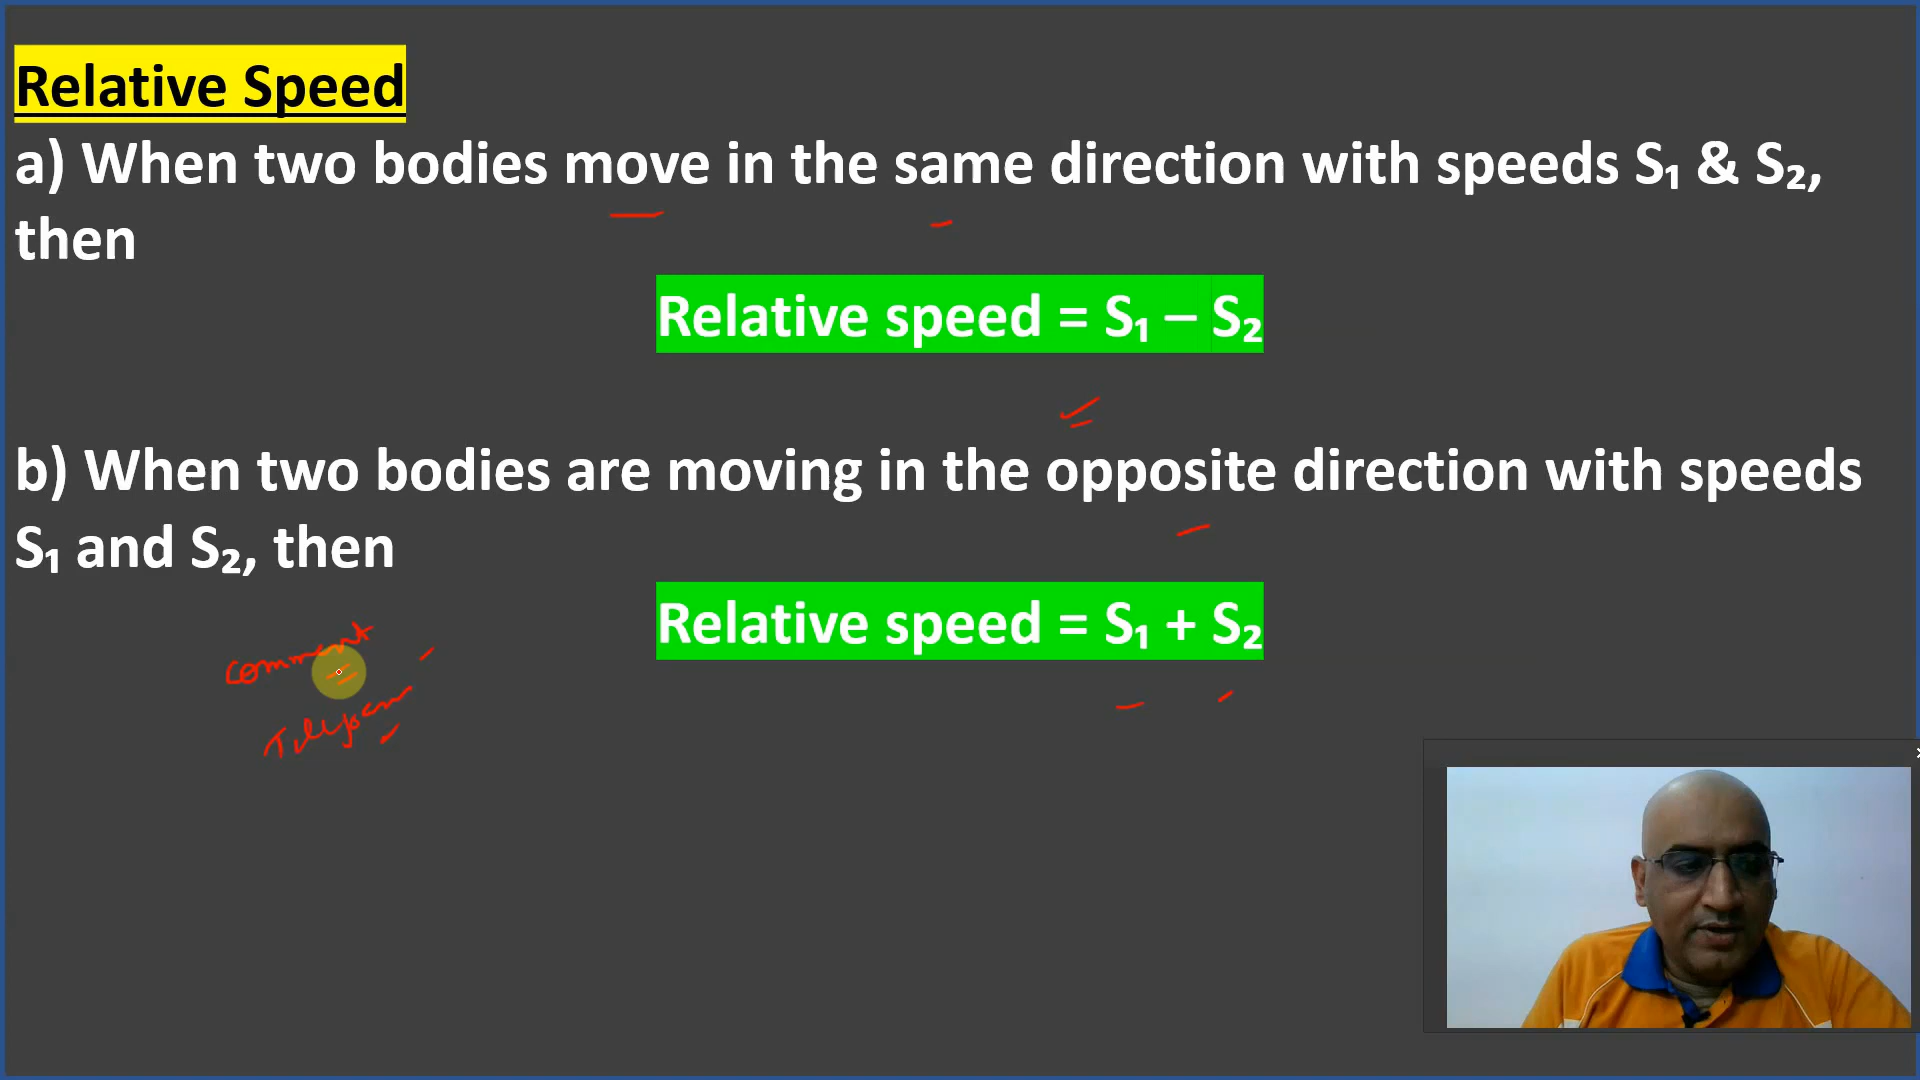 Relative Speed
a) When two bodies move in the same direction with speeds S₁ & S₂,
then
Relative speed = S₁ – S₂
b) When two bodies are moving in the opposite direction with speeds
S₁ and S₂, then
Relative speed = S₁ + S₂
comment